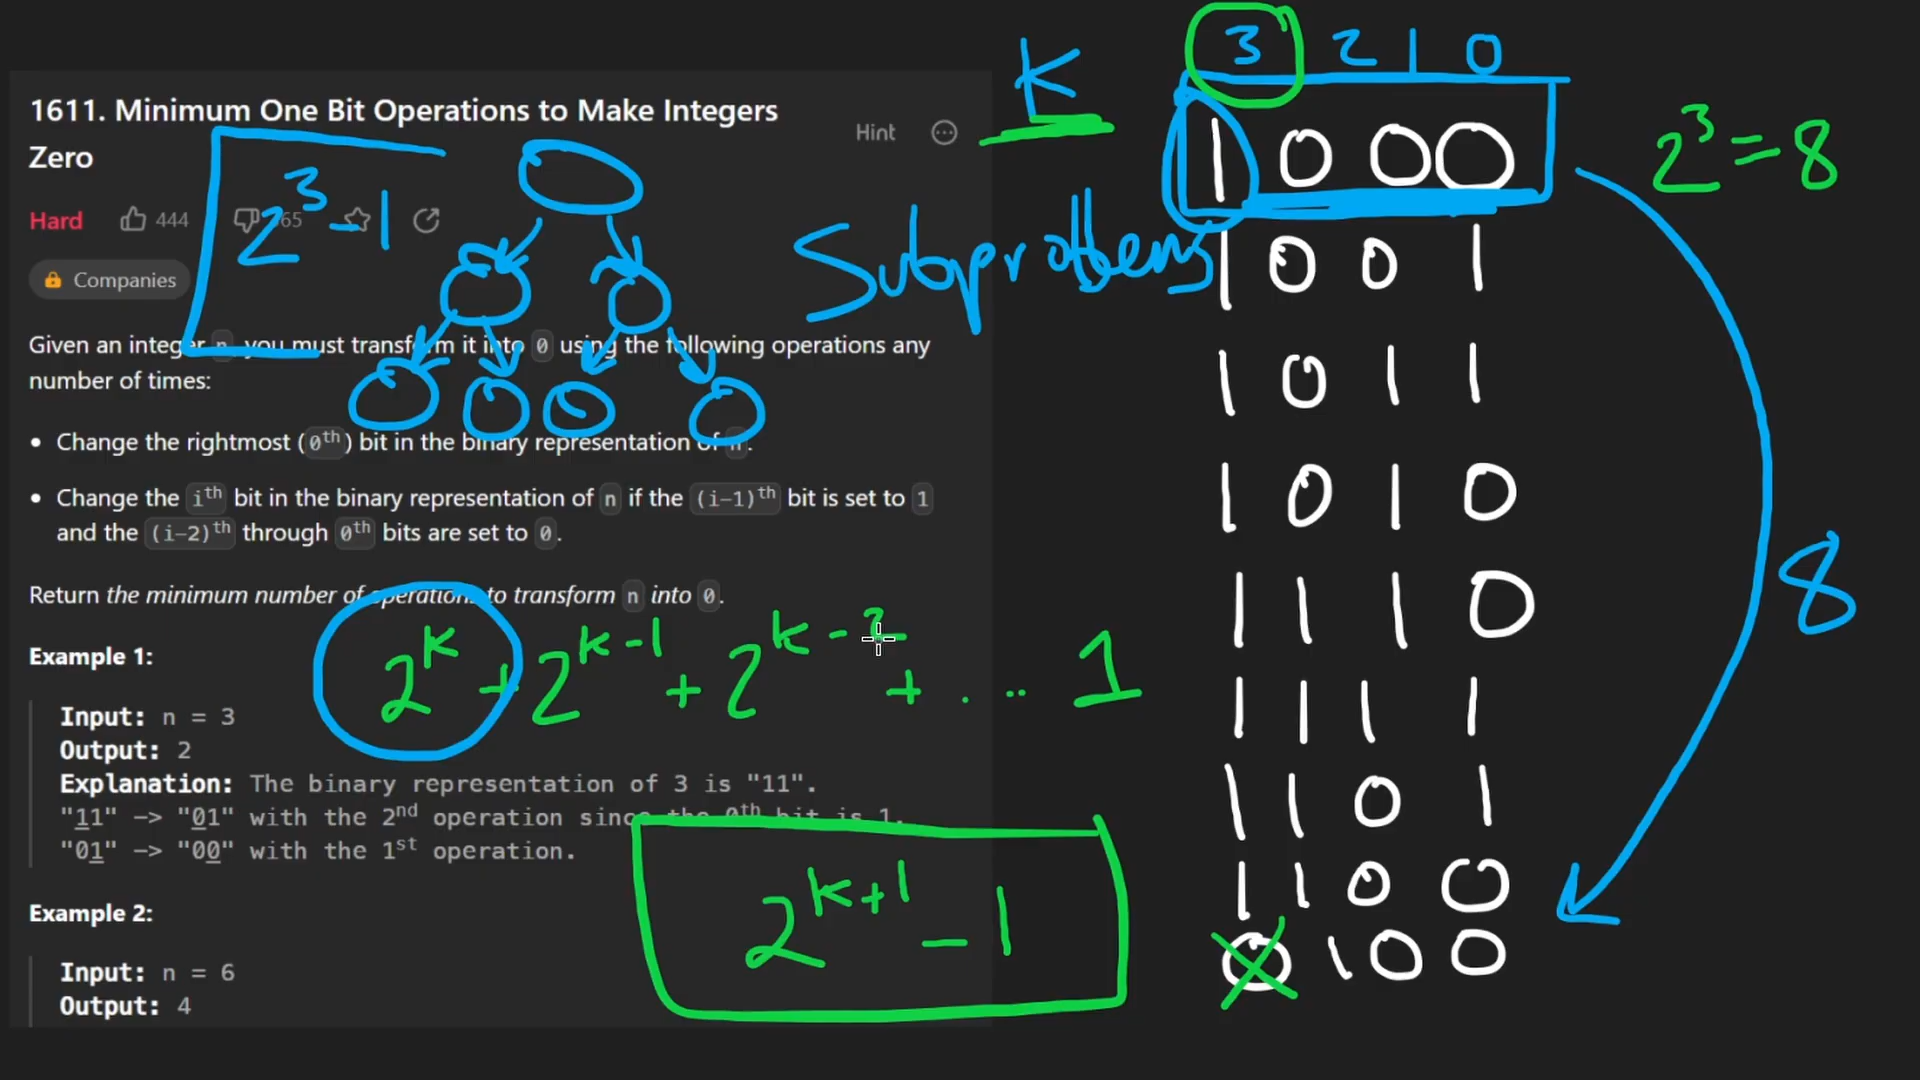 1611. Minimum One Bit Operations to Make Integers
Zero
Hint
Hard 444 65
Companies
Given an integer n, you must transform it into 0 using the following operations any
number of times:
• Change the rightmost (0th) bit in the binary representation of n.
• Change the ith bit in the binary representation of n if the (i-1)th bit is set to 1
and the (i-2)th through 0th bits are set to 0.
Return the minimum number of operations to transform n into 0.
Example 1:
Input: n = 3
Output: 2
Explanation: The binary representation of 3 is "11".
"11" -> "01" with the 2nd operation since the 0th bit is 1.
"01" -> "00" with the 1st operation.
Example 2:
Input: n = 6
Output: 4
2^3 - 1
K
Subproblems
2^k + 2^k-1 + 2^k-2 + . .. 1
2^k+1 - 1
3 2 1 0
1 0 0 0
1 0 0 1
1 0 1 1
1 0 1 0
1 1 1 0
1 1 1 1
1 1 0 1
1 1 0 0
0 1 0 0
2^3 = 8
8